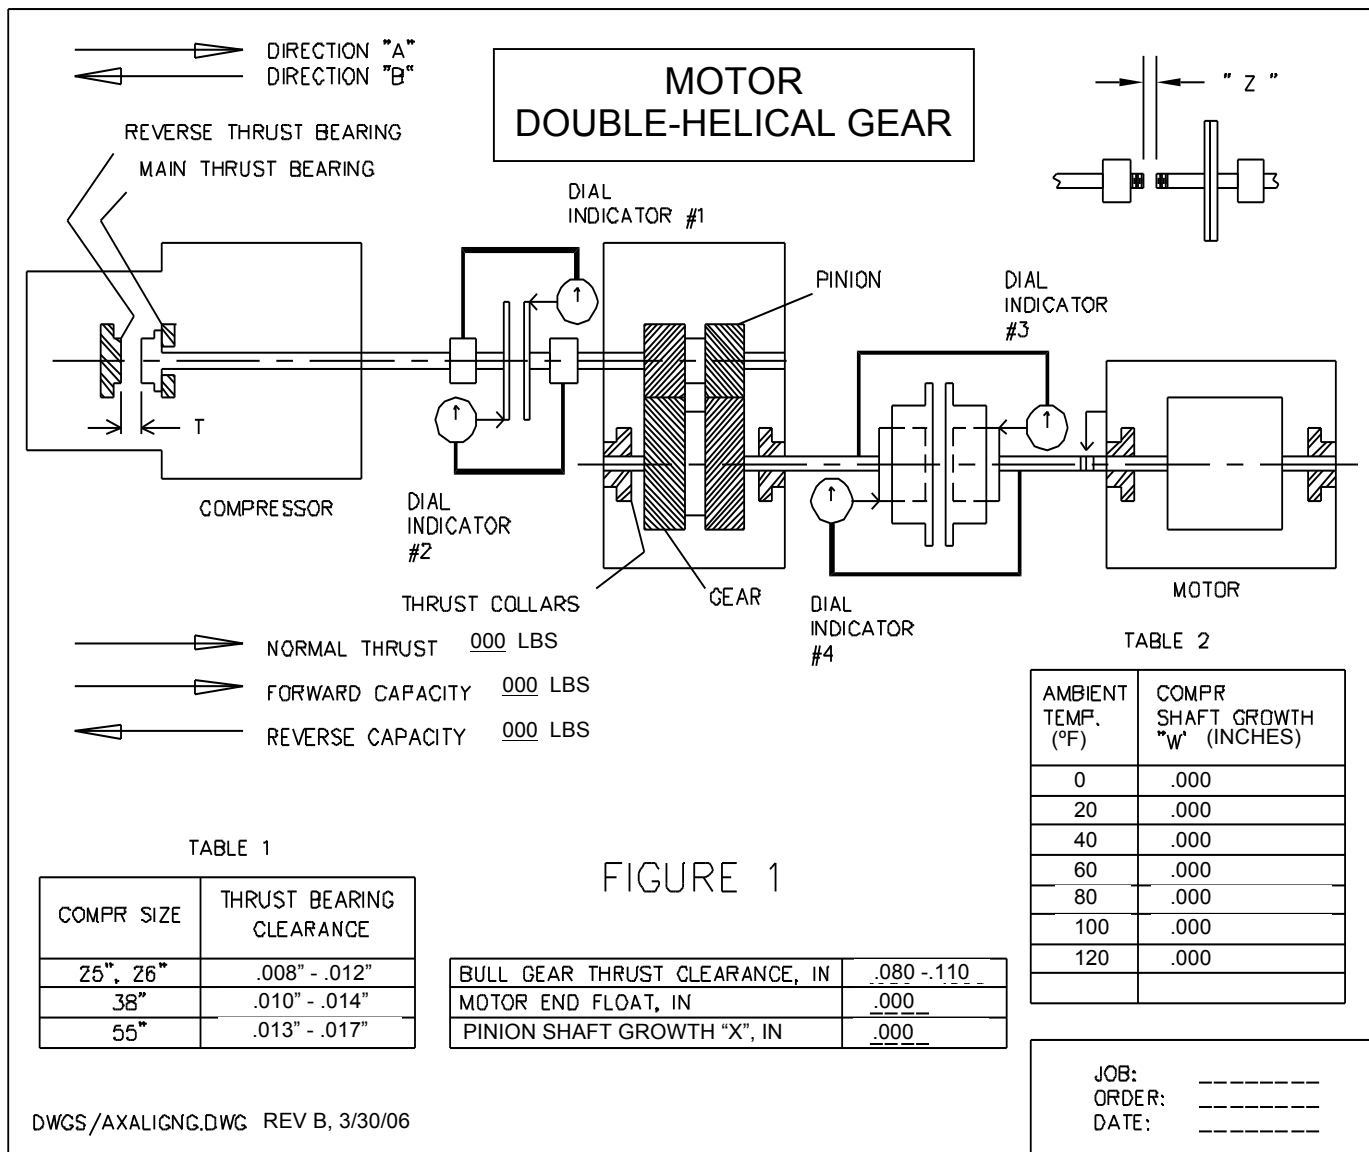 DIRECTION "A"
DIRECTION "B"
MOTOR
DOUBLE-HELICAL GEAR
" Z "
REVERSE THRUST BEARING
MAIN THRUST BEARING
DIAL
INDICATOR #1
PINION
DIAL
INDICATOR
#3
T
COMPRESSOR
DIAL
INDICATOR
#2
THRUST COLLARS
GEAR
DIAL
INDICATOR
#4
MOTOR
NORMAL THRUST 000 LBS
FORWARD CAPACITY 000 LBS
REVERSE CAPACITY 000 LBS
TABLE 2
AMBIENT TEMP. (°F) COMPR SHAFT GROWTH "W" (INCHES)
0 .000
20 .000
40 .000
60 .000
80 .000
100 .000
120 .000
TABLE 1
COMPR SIZE THRUST BEARING CLEARANCE
25", 26" .008” - .012”
38" .010” - .014”
55" .013” - .017”
FIGURE 1
BULL GEAR THRUST CLEARANCE, IN .080 -.110
MOTOR END FLOAT, IN .000
PINION SHAFT GROWTH “X”, IN .000
JOB: ________
ORDER: ________
DATE: ________
DWGS/AXALIGNG.DWG REV B, 3/30/06